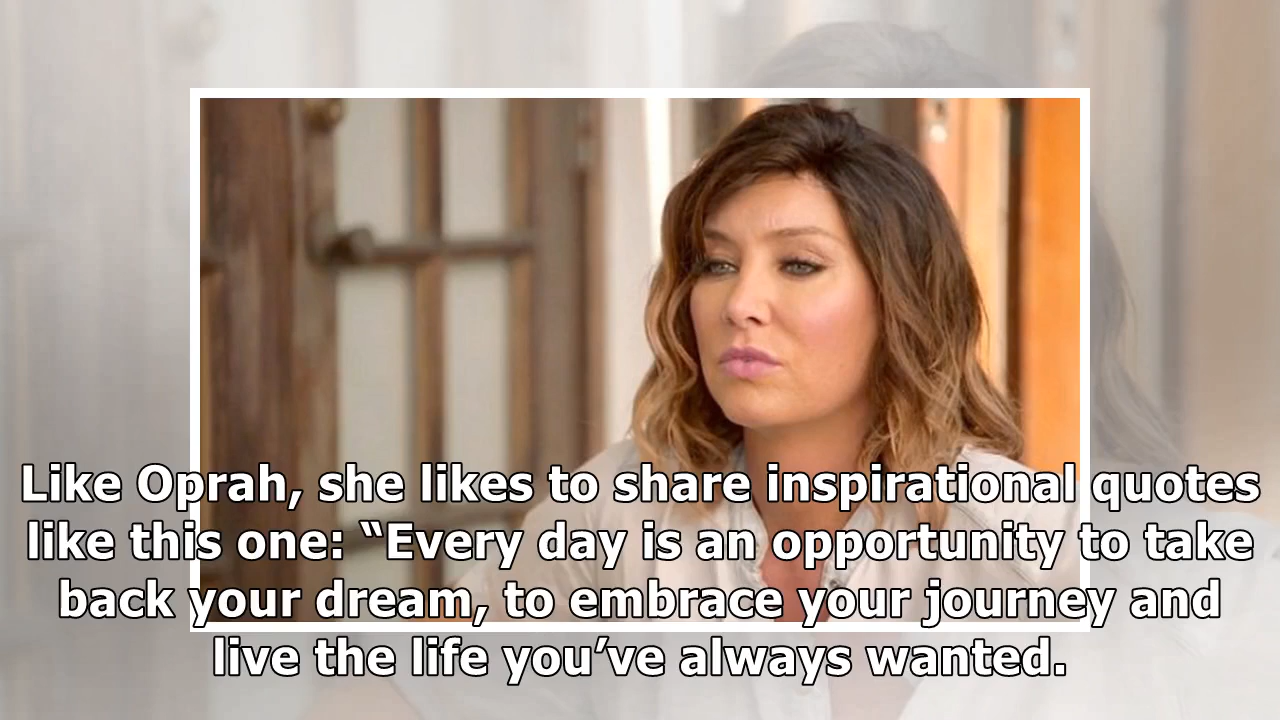 Like Oprah, she likes to share inspirational quotes
like this one: “Every day is an opportunity to take
back your dream, to embrace your journey and
live the life you’ve always wanted.